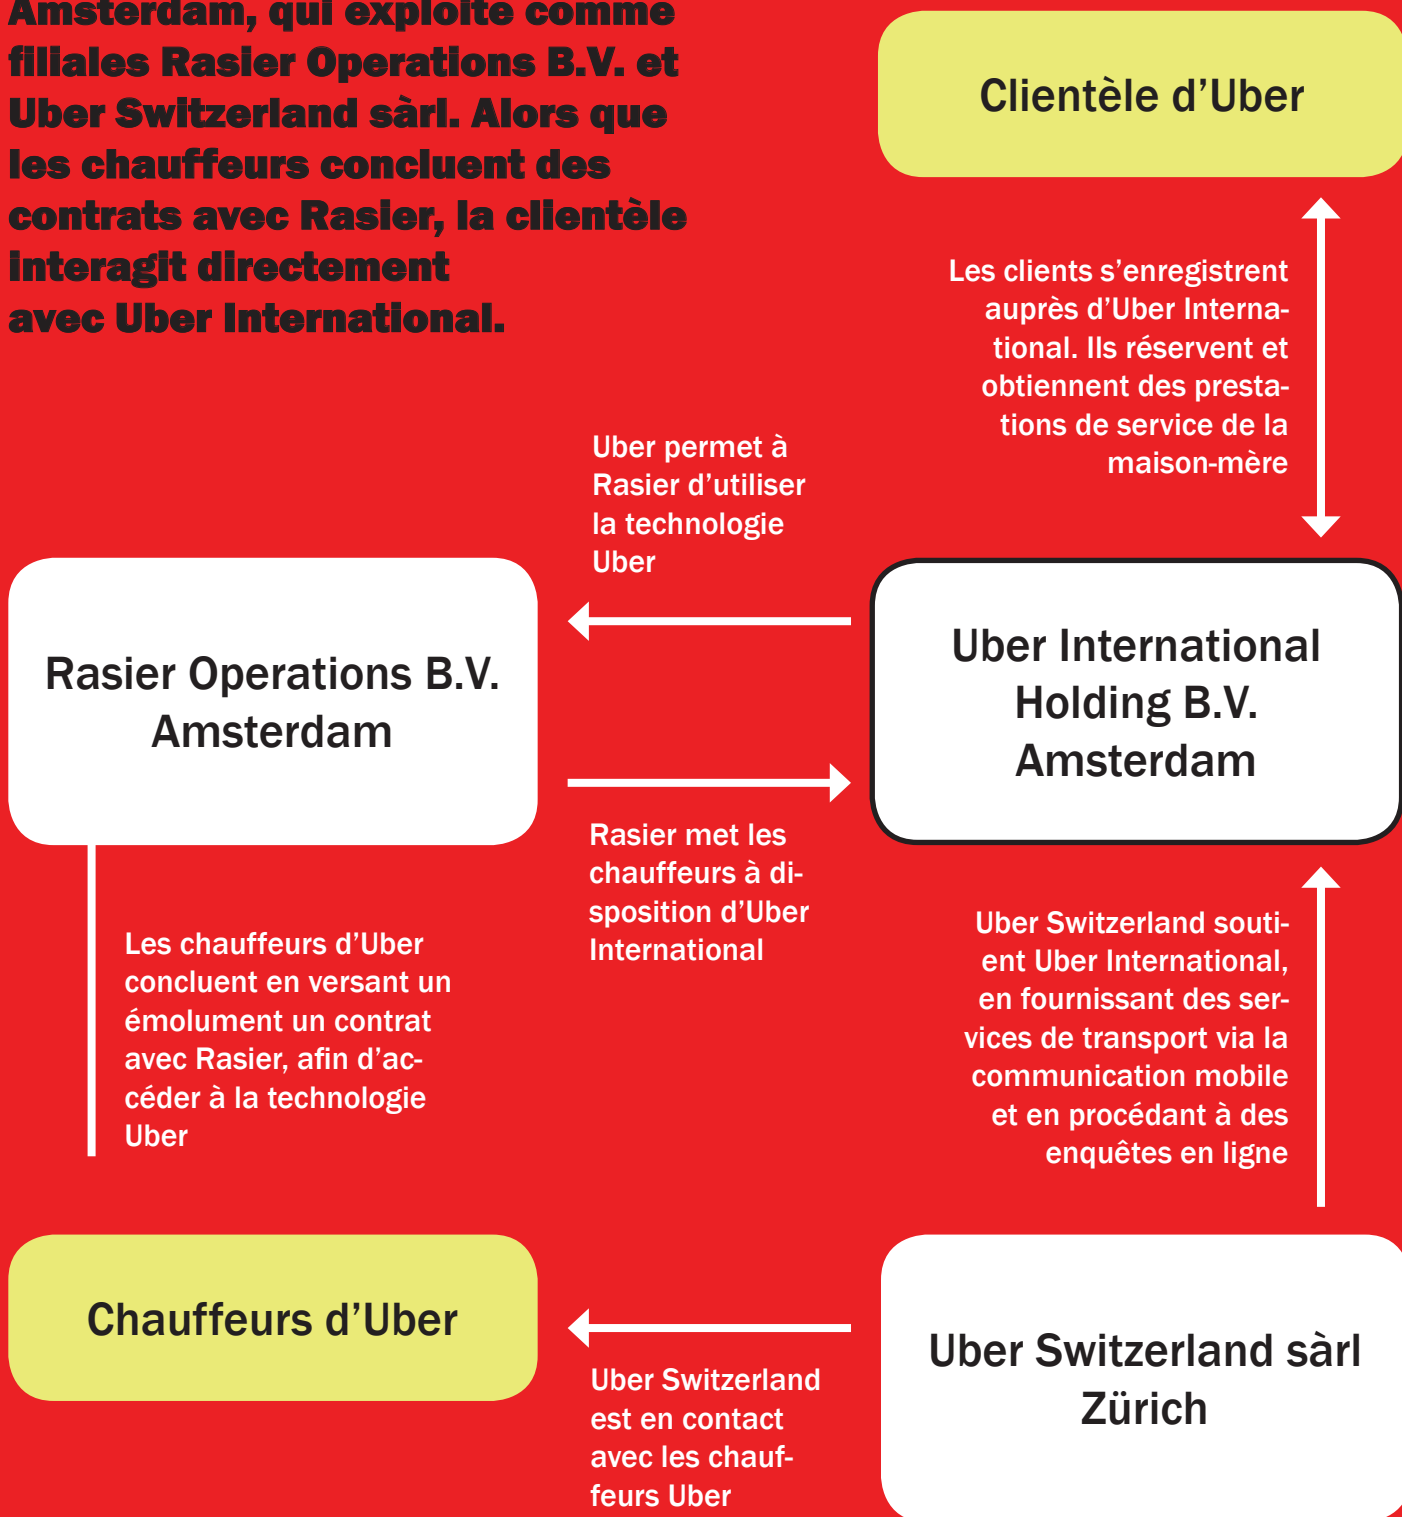 Amsterdam, qui exploite comme
filiales Rasier Operations B.V. et
Uber Switzerland sàrl. Alors que
les chauffeurs concluent des
contrats avec Rasier, la clientèle
interagit directement
avec Uber International.
Clientèle d’Uber
Les clients s’enregistrent
auprès d’Uber Interna-
tional. Ils réservent et
obtiennent des presta-
tions de service de la
maison-mère
Uber permet à
Rasier d’utiliser
la technologie
Uber
Rasier Operations B.V.
Amsterdam
Uber International
Holding B.V.
Amsterdam
Rasier met les
chauffeurs à di-
sposition d’Uber
International
Les chauffeurs d’Uber
concluent en versant un
émolument un contrat
avec Rasier, afin d’ac-
céder à la technologie
Uber
Uber Switzerland souti-
ent Uber International,
en fournissant des ser-
vices de transport via la
communication mobile
et en procédant à des
enquêtes en ligne
Chauffeurs d’Uber
Uber Switzerland
est en contact
avec les chauf-
feurs Uber
Uber Switzerland sàrl
Zürich